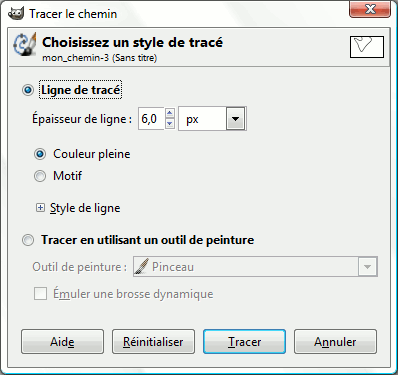 Tracer le chemin
Choisissez un style de tracé
mon_chemin-3 (Sans titre)
Ligne de tracé
Épaisseur de ligne : 6,0 px
Couleur pleine
Motif
Style de ligne
Tracer en utilisant un outil de peinture
Outil de peinture : Pinceau
Émuler une brosse dynamique
Aide Réinitialiser Tracer Annuler